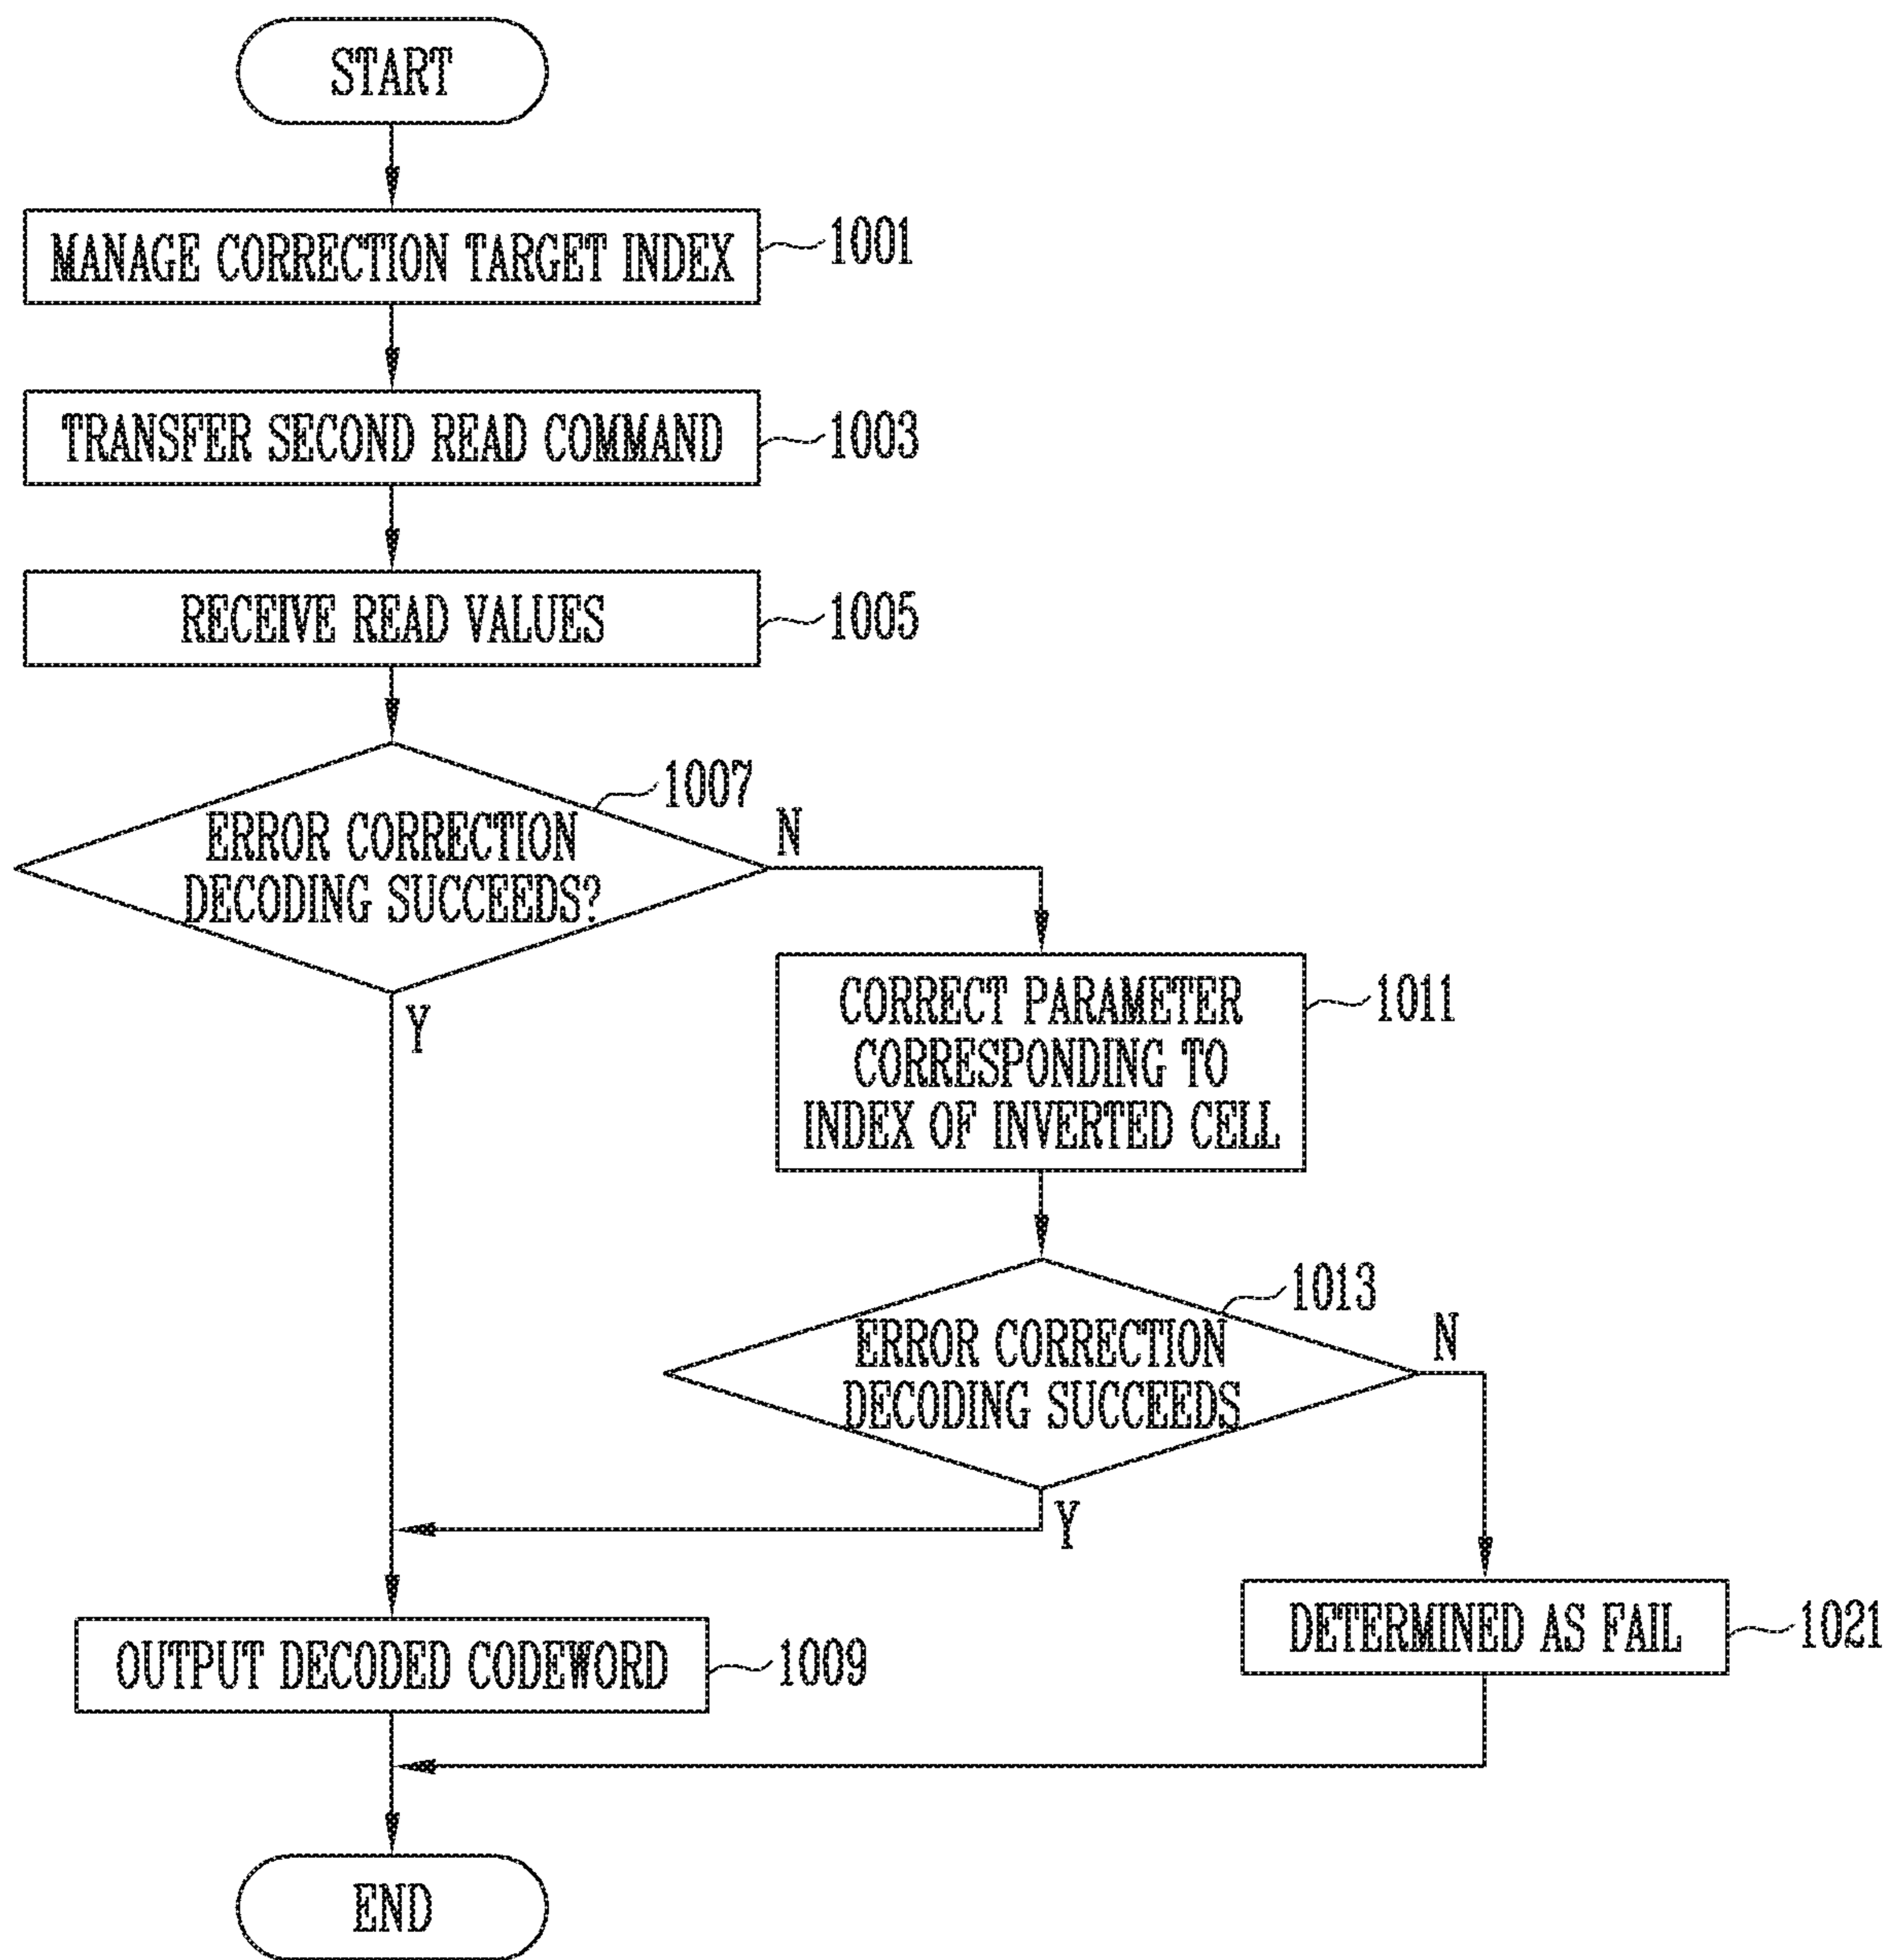 START
MANAGE CORRECTION TARGET INDEX
1001
TRANSFER SECOND READ COMMAND
1003
RECEIVE READ VALUES
1005
1007
ERROR CORRECTION
DECODING SUCCEEDS?
N
Y
CORRECT PARAMETER
CORRESPONDING TO
INDEX OF INVERTED CELL
1011
1013
ERROR CORRECTION
DECODING SUCCEEDS
N
Y
OUTPUT DECODED CODEWORD
1009
DETERMINED AS FAIL
1021
END